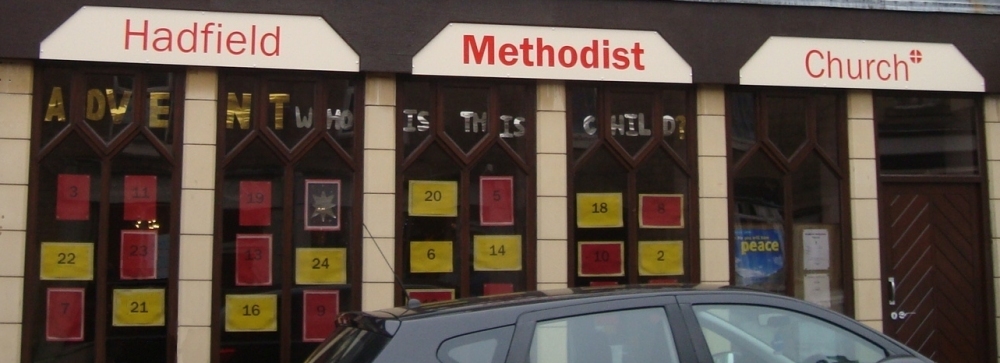 Hadfield Methodist Church
ADVENT WHO IS THIS CHILD?
3 11 19 20 5 18 8
22 23 13 24 6 14 10 2
7 21 16 9
peace